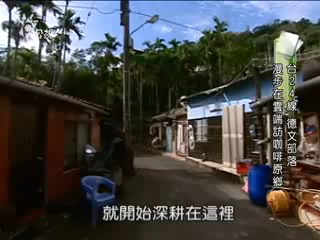 台24線 德文部落
漫步在雲端訪咖啡原鄉
就開始深耕在這裡